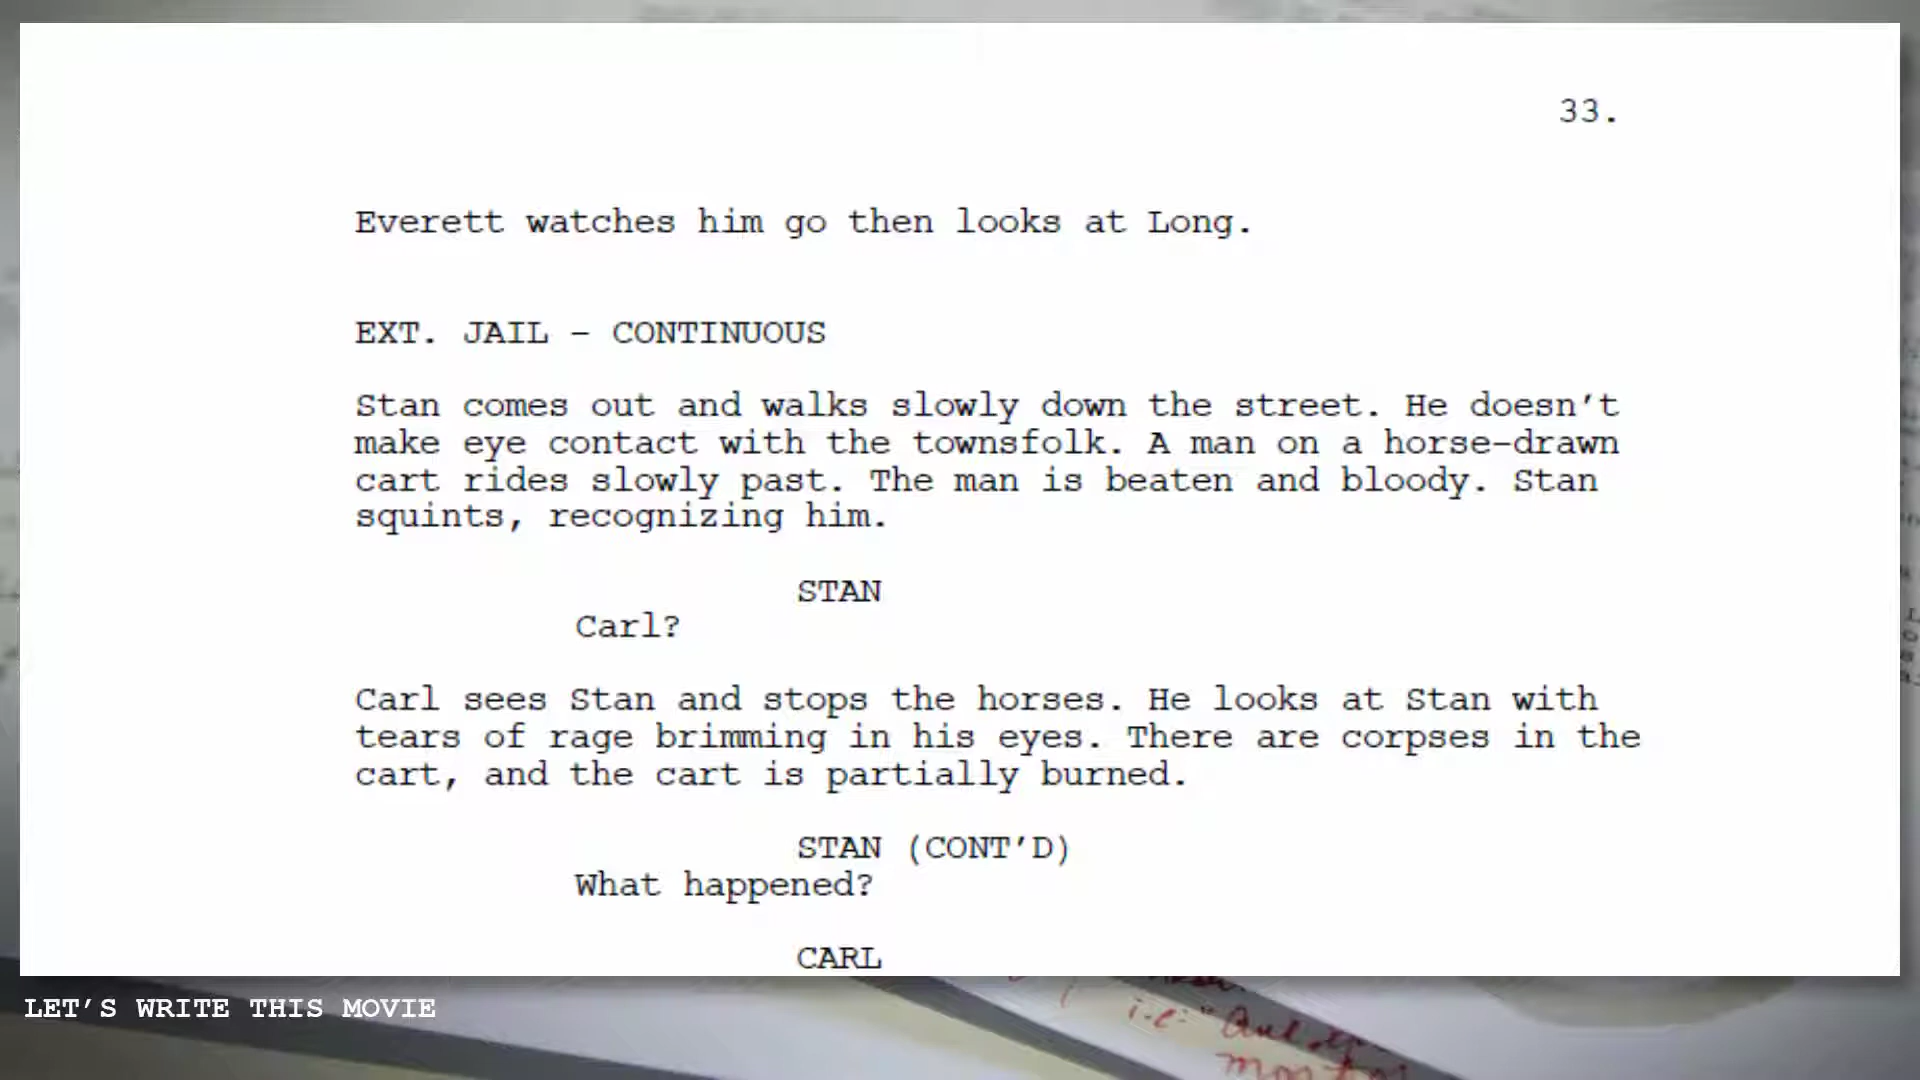 33.
Everett watches him go then looks at Long.
EXT. JAIL – CONTINUOUS
Stan comes out and walks slowly down the street. He doesn’t
make eye contact with the townsfolk. A man on a horse-drawn
cart rides slowly past. The man is beaten and bloody. Stan
squints, recognizing him.
STAN
Carl?
Carl sees Stan and stops the horses. He looks at Stan with
tears of rage brimming in his eyes. There are corpses in the
cart, and the cart is partially burned.
STAN (CONT’D)
What happened?
CARL
LET’S WRITE THIS MOVIE